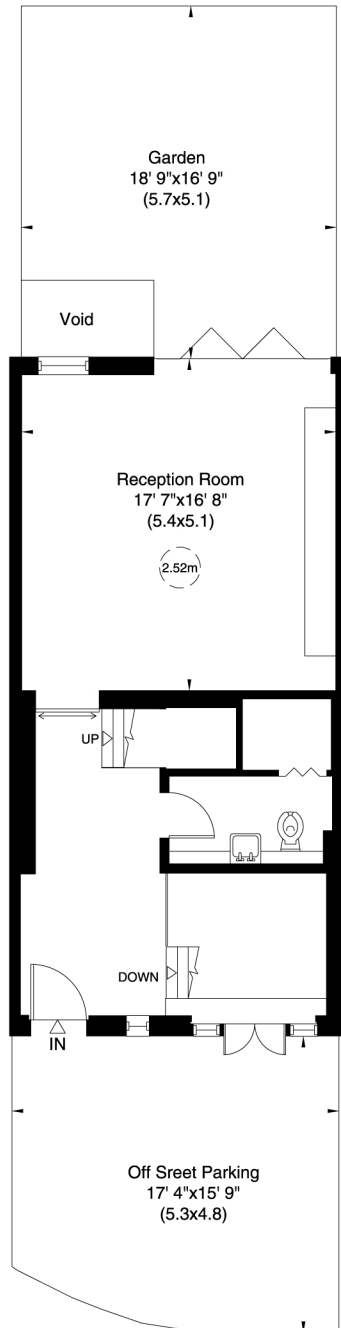 Garden
18' 9"x16' 9"
(5.7x5.1)
Void
Reception Room
17' 7"x16' 8"
(5.4x5.1)
2.52m
UP
DOWN
IN
Off Sreet Parking
17' 4"x15' 9"
(5.3x4.8)